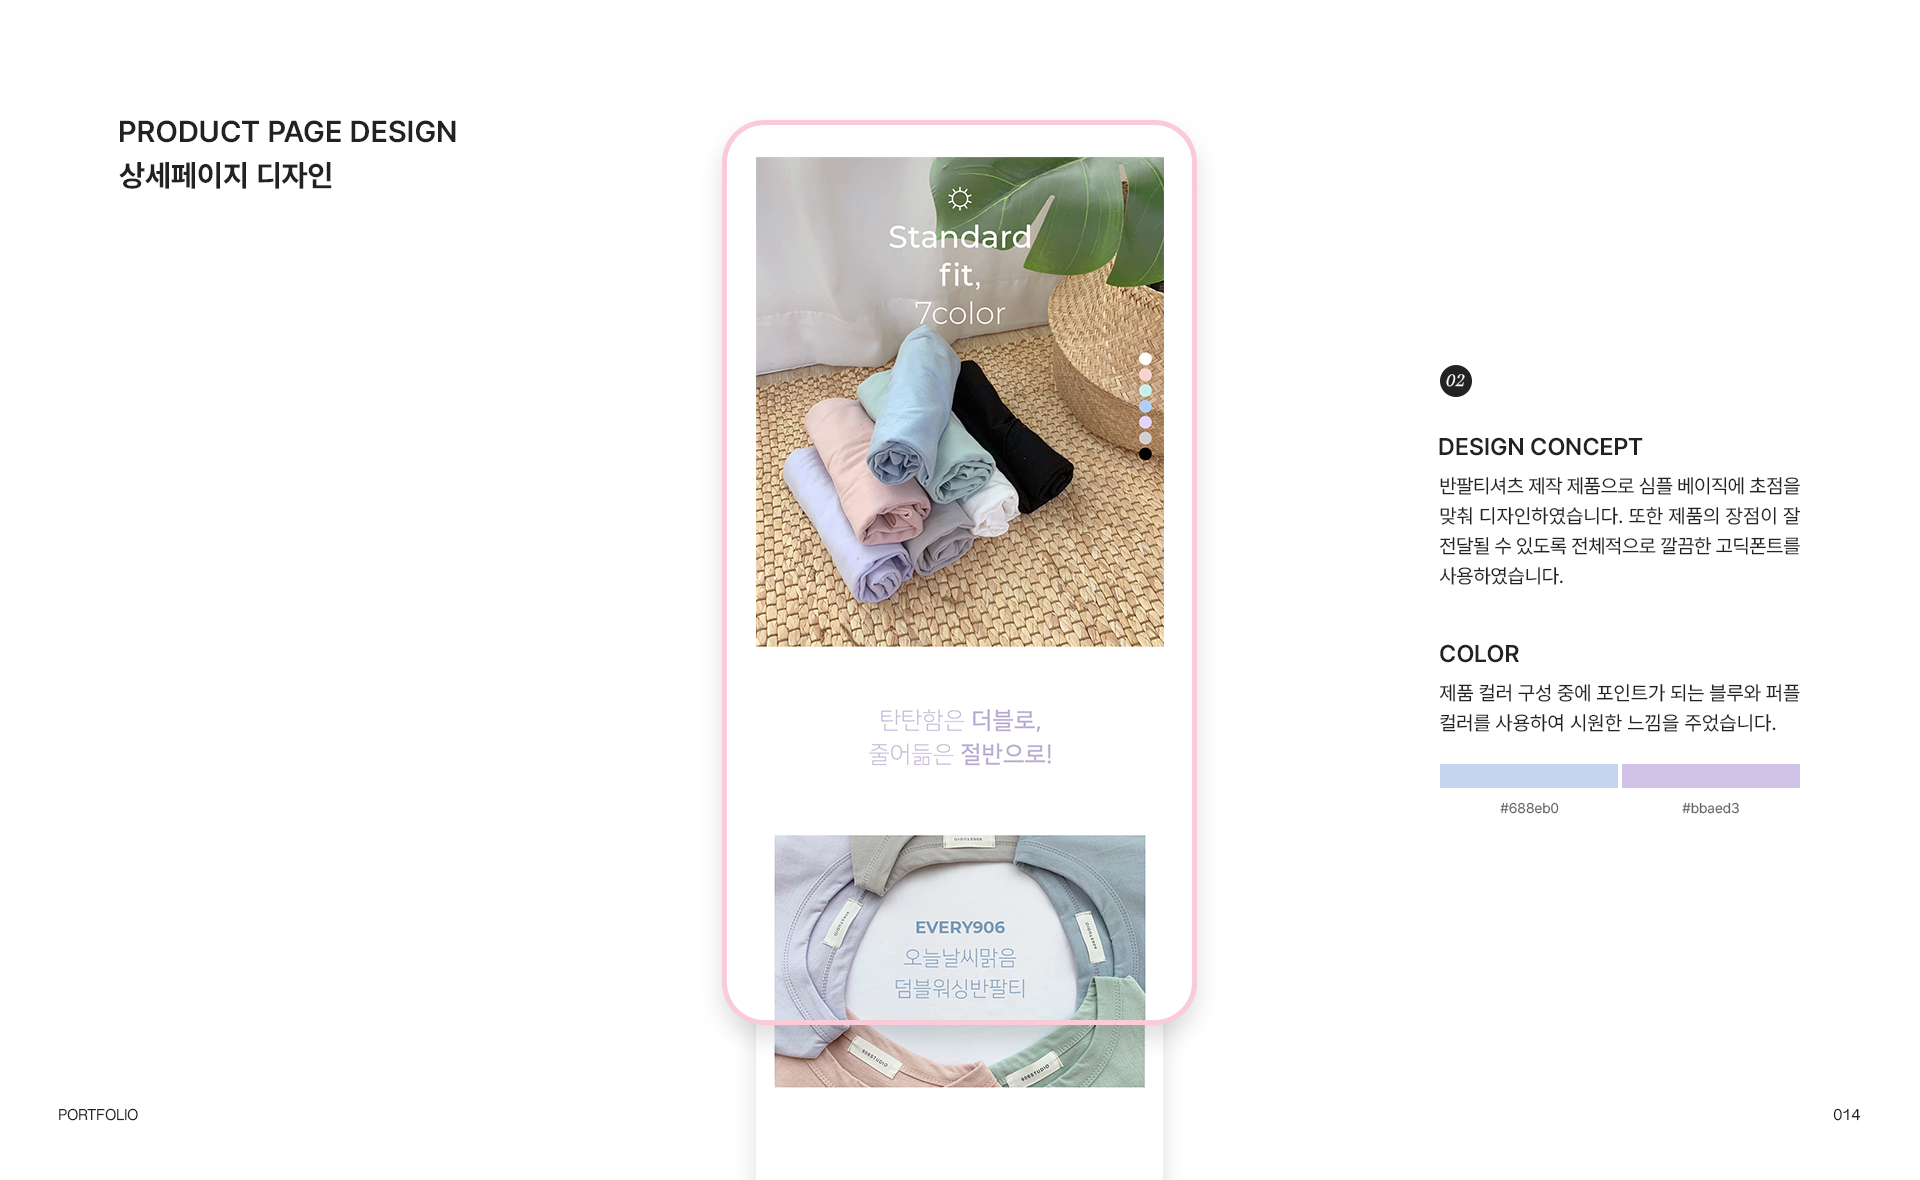 PRODUCT PAGE DESIGN
상세페이지 디자인
Standard
fit,
7color
탄탄함은 더블로,
줄어듦은 절반으로!
EVERY906
오늘날씨맑음
덤블워싱반팔티
906STUDIO
906STUDIO
906STUDIO
906STUDIO
906STUDIO
02
DESIGN CONCEPT
반팔티셔츠 제작 제품으로 심플 베이직에 초점을
맞춰 디자인하였습니다. 또한 제품의 장점이 잘
전달될 수 있도록 전체적으로 깔끔한 고딕폰트를
사용하였습니다.
COLOR
제품 컬러 구성 중에 포인트가 되는 블루와 퍼플
컬러를 사용하여 시원한 느낌을 주었습니다.
#688eb0
#bbaed3
PORTFOLIO
014